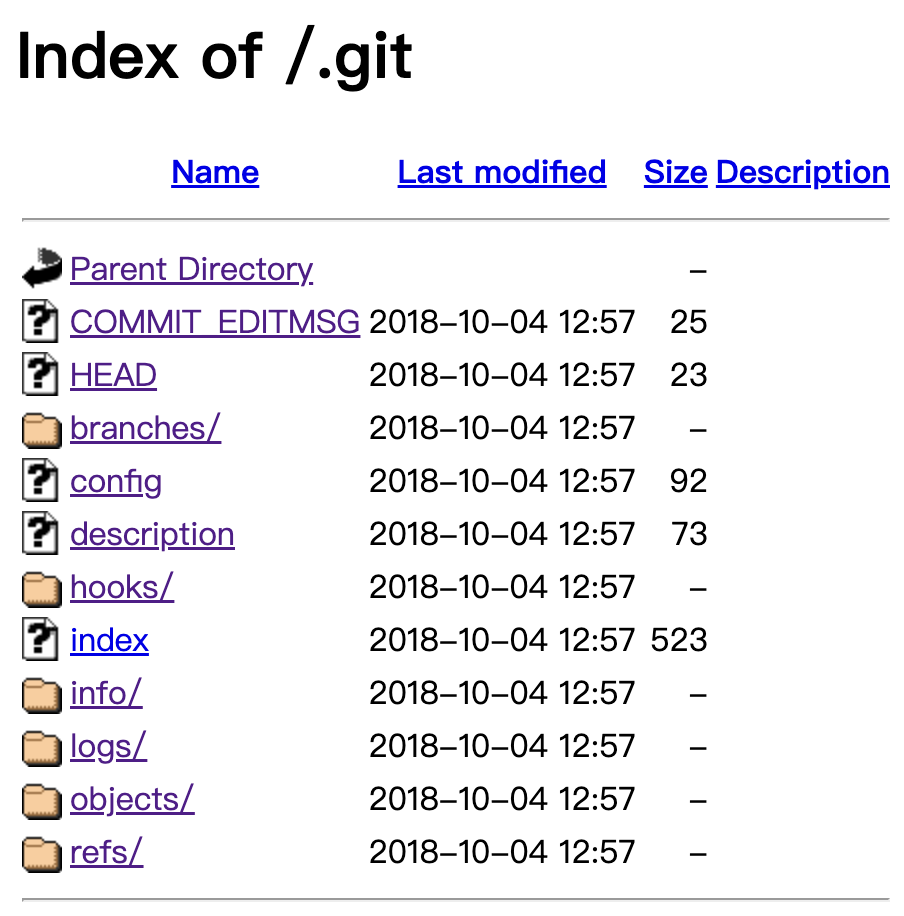 Index of /.git
Name Last modified Size Description
Parent Directory –
COMMIT_EDITMSG 2018-10-04 12:57 25
HEAD 2018-10-04 12:57 23
branches/ 2018-10-04 12:57 –
config 2018-10-04 12:57 92
description 2018-10-04 12:57 73
hooks/ 2018-10-04 12:57 –
index 2018-10-04 12:57 523
info/ 2018-10-04 12:57 –
logs/ 2018-10-04 12:57 –
objects/ 2018-10-04 12:57 –
refs/ 2018-10-04 12:57 –